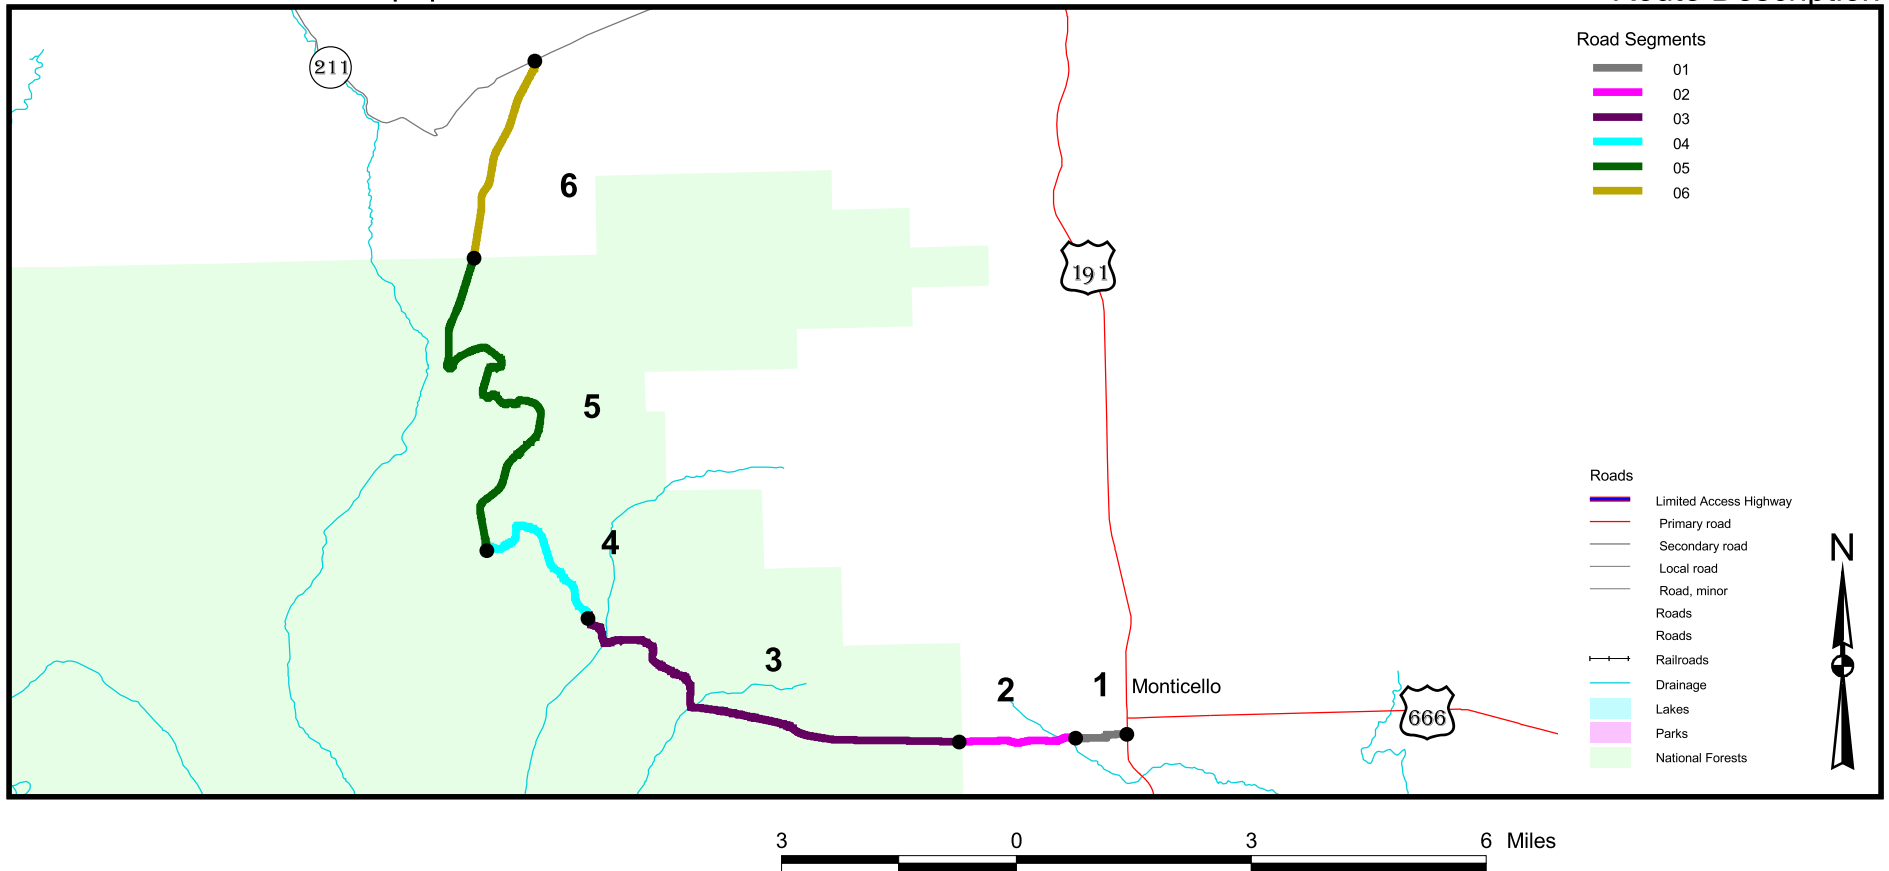 Route Description
211
Road Segments
01
02
03
04
05
06
6
191
5
4
3
2
1
Monticello
666
Roads
Limited Access Highway
Primary road
Secondary road
Local road
Road, minor
Roads
Roads
Railroads
Drainage
Lakes
Parks
National Forests
N
3 0 3 6 Miles